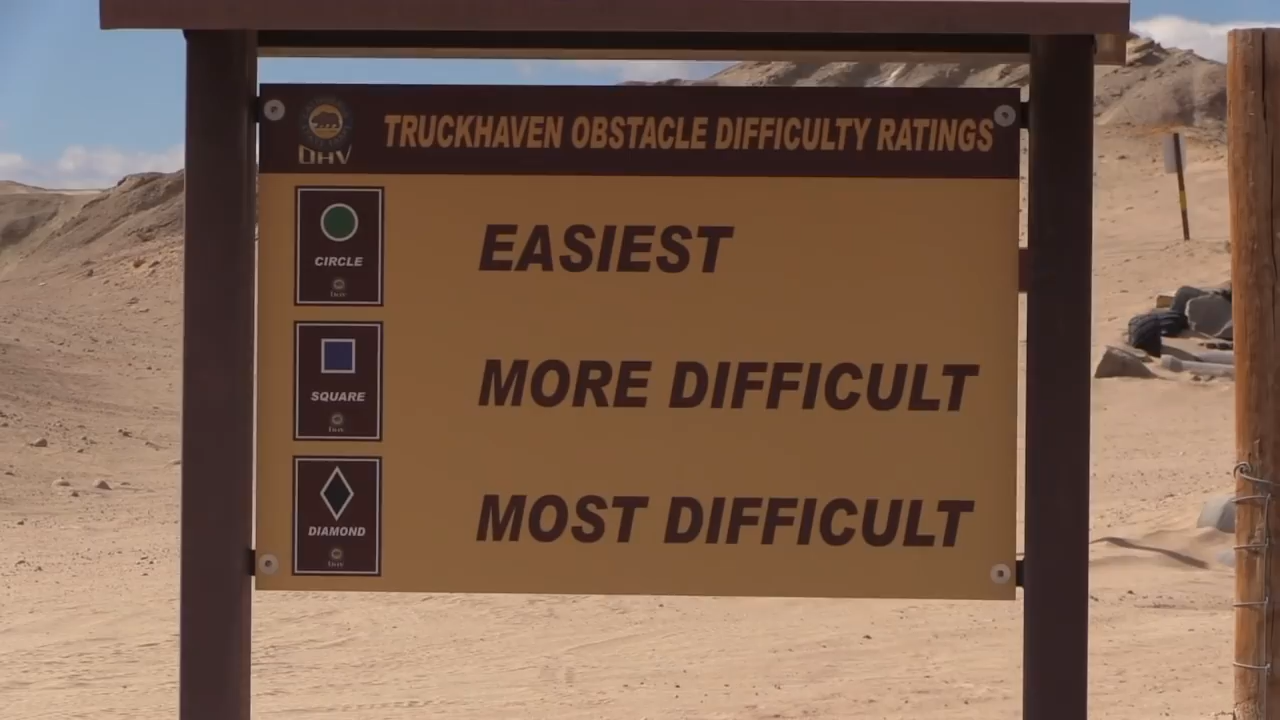 OHV
TRUCKHAVEN OBSTACLE DIFFICULTY RATINGS
CIRCLE
EASIEST
SQUARE
MORE DIFFICULT
DIAMOND
MOST DIFFICULT